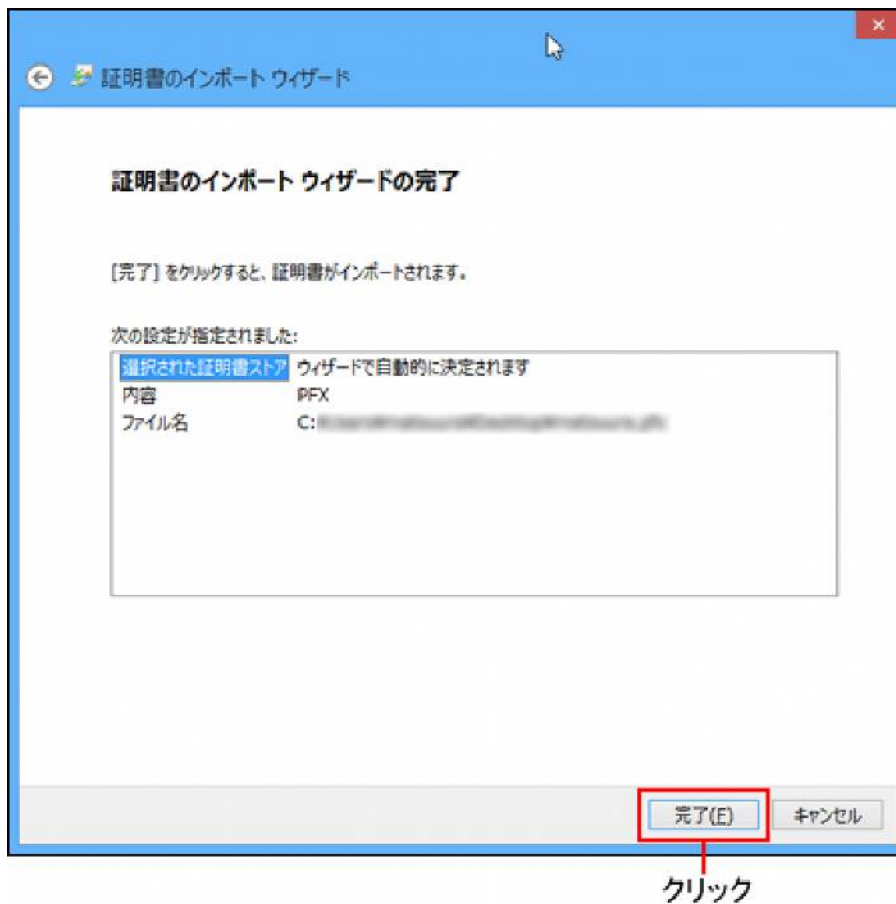 証明書のインポート ウィザード
証明書のインポート ウィザードの完了
[完了] をクリックすると、証明書がインポートされます。
次の設定が指定されました:
選択された証明書ストア ウィザードで自動的に決定されます
内容 PFX
ファイル名 C:
完了(F) キャンセル
クリック